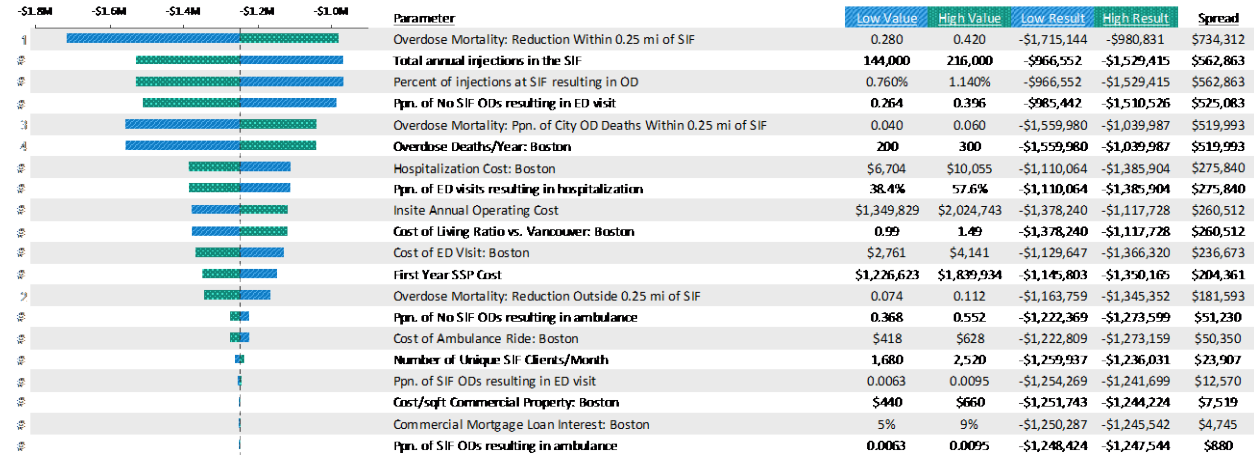 -$1.8M -$1.6M -$1.4M -$1.2M -$1.0M
Parameter Low Value High Value Low Result High Result Spread
Overdose Mortality: Reduction Within 0.25 mi of SIF 0.280 0.420 -$1,715,144 -$980,831 $734,312
Total annual injections in the SIF 144,000 216,000 -$966,552 -$1,529,415 $562,863
Percent of injections at SIF resulting in OD 0.760% 1.140% -$966,552 -$1,529,415 $562,863
Ppn. of No SIF ODs resulting in ED visit 0.264 0.396 -$985,442 -$1,510,526 $525,083
Overdose Mortality: Ppn. of City OD Deaths Within 0.25 mi of SIF 0.040 0.060 -$1,559,980 -$1,039,987 $519,993
Overdose Deaths/Year: Boston 200 300 -$1,559,980 -$1,039,987 $519,993
Hospitalization Cost: Boston $6,704 $10,055 -$1,110,064 -$1,385,904 $275,840
Ppn. of ED visits resulting in hospitalization 38.4% 57.6% -$1,110,064 -$1,385,904 $275,840
Insite Annual Operating Cost $1,349,829 $2,024,743 -$1,378,240 -$1,117,728 $260,512
Cost of Living Ratio vs. Vancouver: Boston 0.99 1.49 -$1,378,240 -$1,117,728 $260,512
Cost of ED VIsit: Boston $2,761 $4,141 -$1,129,647 -$1,366,320 $236,673
First Year SSP Cost $1,226,623 $1,839,934 -$1,145,803 -$1,350,165 $204,361
Overdose Mortality: Reduction Outside 0.25 mi of SIF 0.074 0.112 -$1,163,759 -$1,345,352 $181,593
Ppn. of No SIF ODs resulting in ambulance 0.368 0.552 -$1,222,369 -$1,273,599 $51,230
Cost of Ambulance Ride: Boston $418 $628 -$1,222,809 -$1,273,159 $50,350
Number of Unique SIF Clients/Month 1,680 2,520 -$1,259,937 -$1,236,031 $23,907
Ppn. of SIF ODs resulting in ED visit 0.0063 0.0095 -$1,254,269 -$1,241,699 $12,570
Cost/sqft Commercial Property: Boston $440 $660 -$1,251,743 -$1,244,224 $7,519
Commercial Mortgage Loan Interest: Boston 5% 9% -$1,250,287 -$1,245,542 $4,745
Ppn. of SIF ODs resulting in ambulance 0.0063 0.0095 -$1,248,424 -$1,247,544 $880